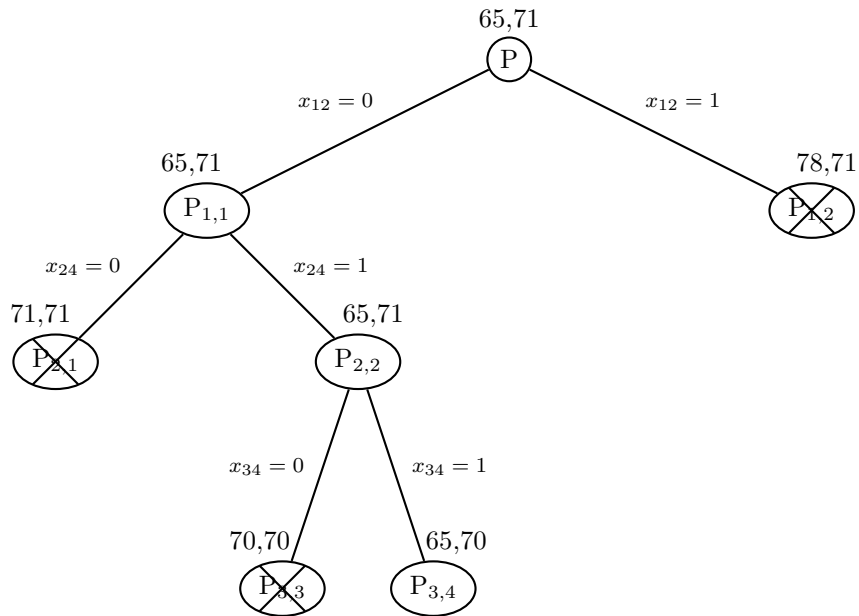 65,71
P
x₁₂ = 0
x₁₂ = 1
65,71
78,71
P₁,₁
P₁,₂
x₂₄ = 0
x₂₄ = 1
71,71
65,71
P₂,₁
P₂,₂
x₃₄ = 0
x₃₄ = 1
70,70
65,70
P₃,₃
P₃,₄